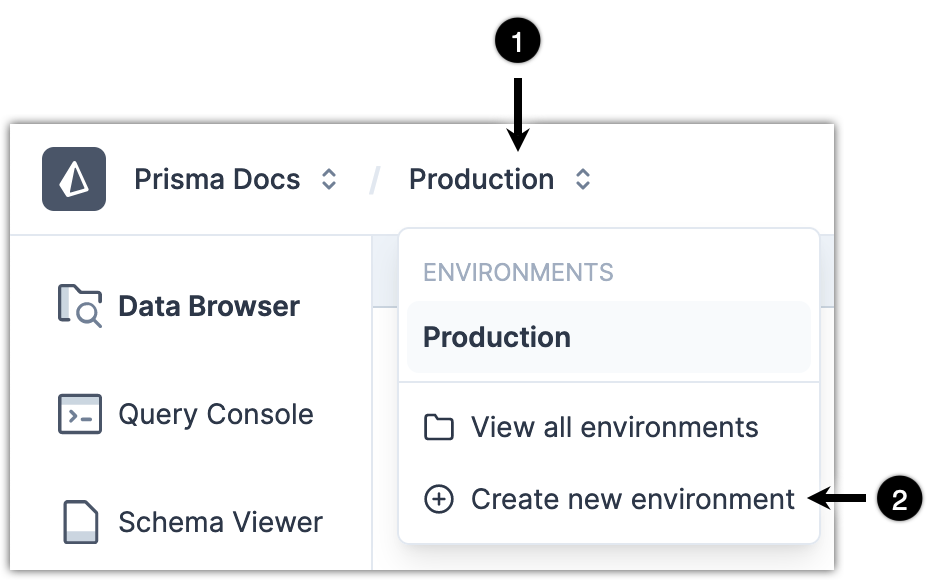 1
Prisma Docs / Production
ENVIRONMENTS
Data Browser
Production
Query Console
View all environments
Create new environment 2
Schema Viewer